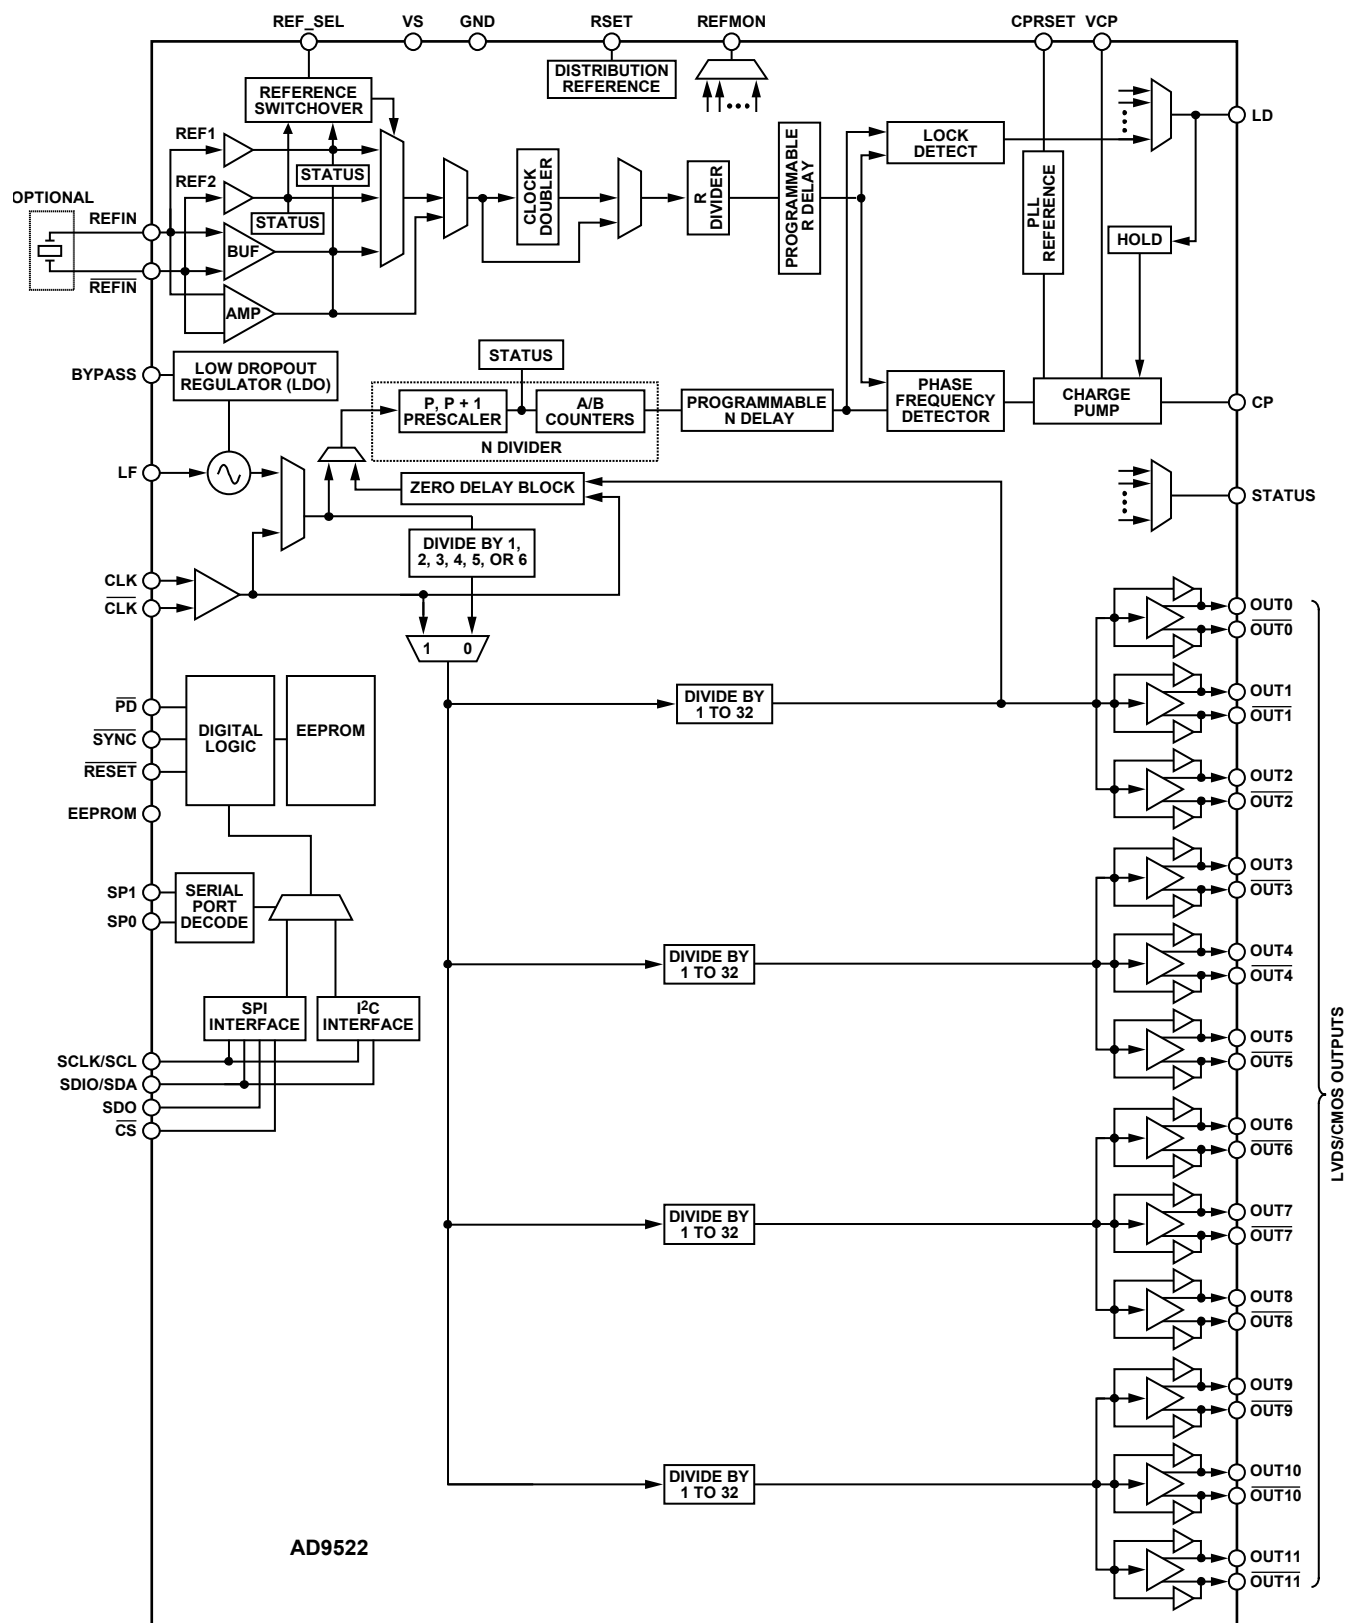 REF_SEL VS GND RSET REFMON CPRSET VCP
DISTRIBUTION
REFERENCE
REFERENCE
SWITCHOVER
REF1
REF2
STATUS
STATUS
BUF
AMP
OPTIONAL
REFIN
REFIN
CLOCK
DOUBLER
R
DIVIDER
PROGRAMMABLE
R DELAY
LOCK
DETECT
LD
PLL
REFERENCE
HOLD
BYPASS
LOW DROPOUT
REGULATOR (LDO)
STATUS
P, P + 1
PRESCALER
A/B
COUNTERS
N DIVIDER
PROGRAMMABLE
N DELAY
PHASE
FREQUENCY
DETECTOR
CHARGE
PUMP
CP
LF
ZERO DELAY BLOCK
STATUS
DIVIDE BY 1,
2, 3, 4, 5, OR 6
CLK
CLK
1 0
OUT0
OUT0
DIVIDE BY
1 TO 32
OUT1
OUT1
OUT2
OUT2
PD
SYNC
RESET
EEPROM
DIGITAL
LOGIC
EEPROM
SP1
SP0
SERIAL
PORT
DECODE
OUT3
OUT3
DIVIDE BY
1 TO 32
OUT4
OUT4
OUT5
OUT5
SPI
INTERFACE
I2C
INTERFACE
SCLK/SCL
SDIO/SDA
SDO
CS
LVDS/CMOS OUTPUTS
OUT6
OUT6
DIVIDE BY
1 TO 32
OUT7
OUT7
OUT8
OUT8
OUT9
OUT9
DIVIDE BY
1 TO 32
OUT10
OUT10
OUT11
OUT11
AD9522